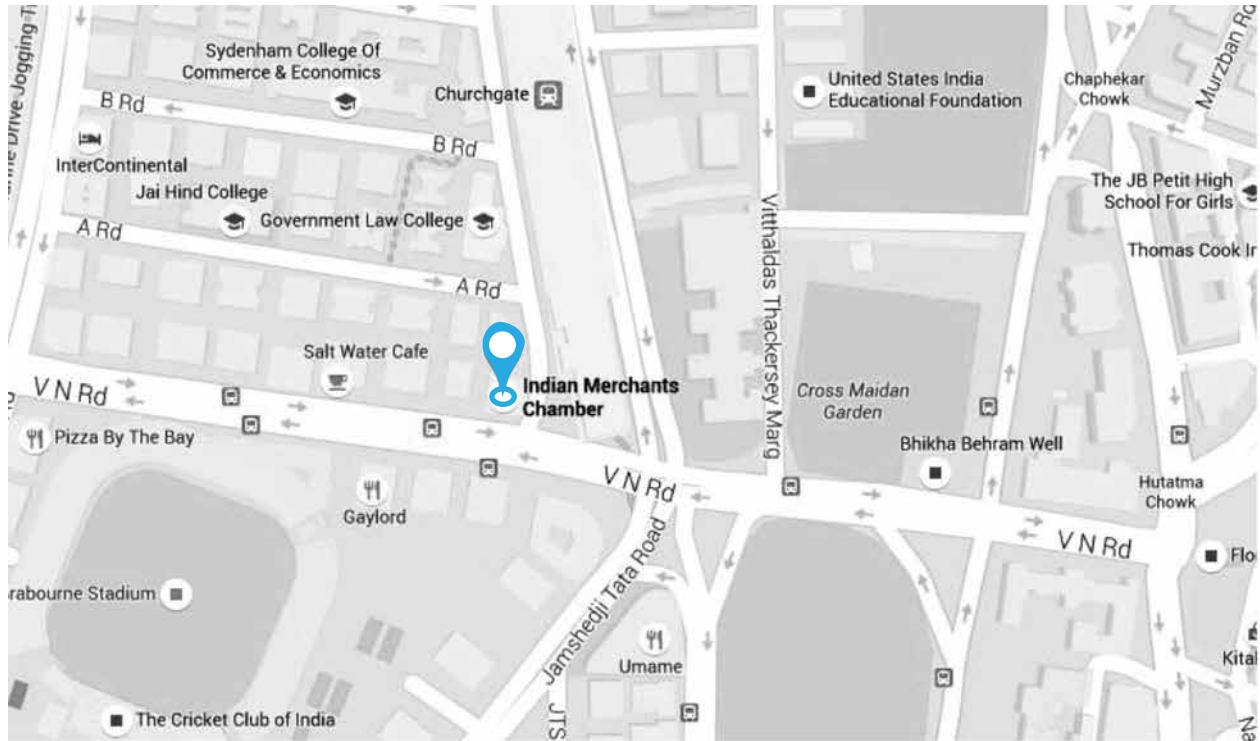 Sydenham College Of
Commerce & Economics
Churchgate
United States India
Educational Foundation
Chaphekar
Chowk
Murzban Rd
B Rd
B Rd
InterContinental
Jai Hind College
Government Law College
The JB Petit High
School For Girls
Thomas Cook
A Rd
A Rd
Drive Jogging
Vitthaldas Thackersey Marg
Salt Water Cafe
Indian Merchants
Chamber
Cross Maidan
Garden
V N Rd
Pizza By The Bay
Bhikha Behram Well
Gaylord
V N Rd
Hutatma
Chowk
V N Rd
Flo
rabourne Stadium
Jamshedji Tata Road
Umame
Kital
The Cricket Club of India
JTS